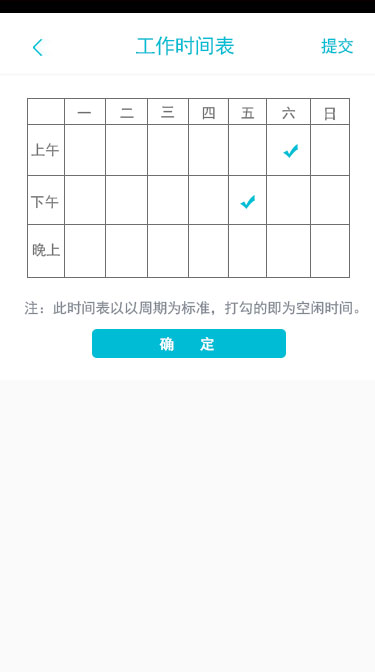 工作时间表 提交
一 二 三 四 五 六 日
上午
下午
晚上
注：此时间表以以周期为标准，打勾的即为空闲时间。
确 定